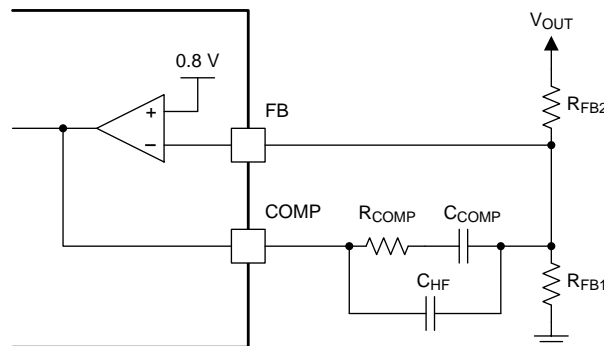 V_OUT
0.8 V
FB
R_FB2
+
−
COMP
R_COMP
C_COMP
C_HF
R_FB1